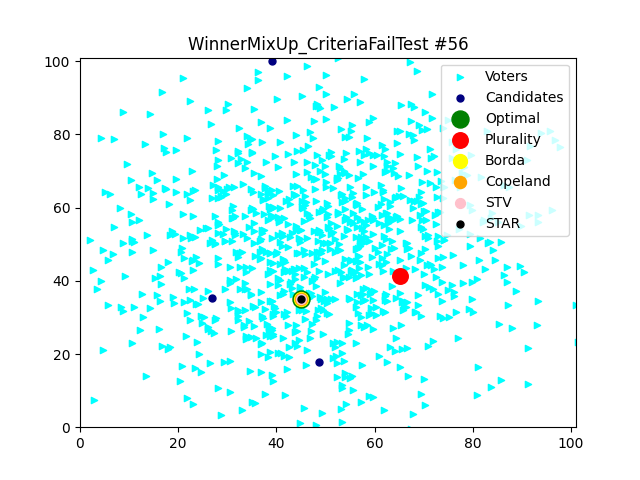 WinnerMixUp_CriteriaFailTest #56
100
80
60
40
20
0
0
20
40
60
80
100
Voters
Candidates
Optimal
Plurality
Borda
Copeland
STV
STAR